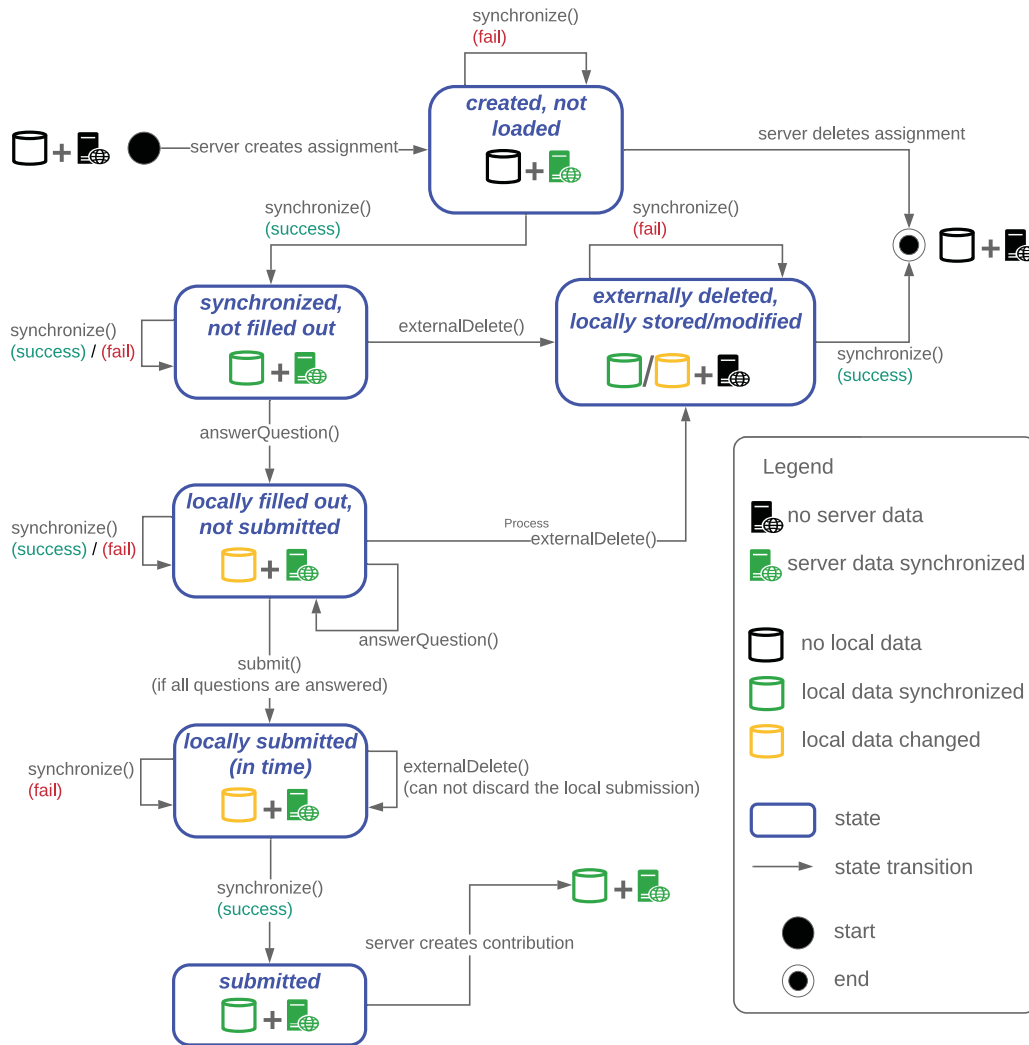 synchronize()
(fail)
created, not
loaded
server creates assignment
server deletes assignment
synchronize()
(success)
synchronize()
(fail)
synchronized,
not filled out
externally deleted,
locally stored/modified
synchronize()
(success) / (fail)
externalDelete()
synchronize()
(success)
answerQuestion()
Legend
locally filled out,
not submitted
no server data
synchronize()
(success) / (fail)
Process
externalDelete()
server data synchronized
answerQuestion()
no local data
submit()
(if all questions are answered)
local data synchronized
local data changed
locally submitted
(in time)
synchronize()
(fail)
externalDelete()
(can not discard the local submission)
state
state transition
synchronize()
(success)
server creates contribution
start
submitted
end